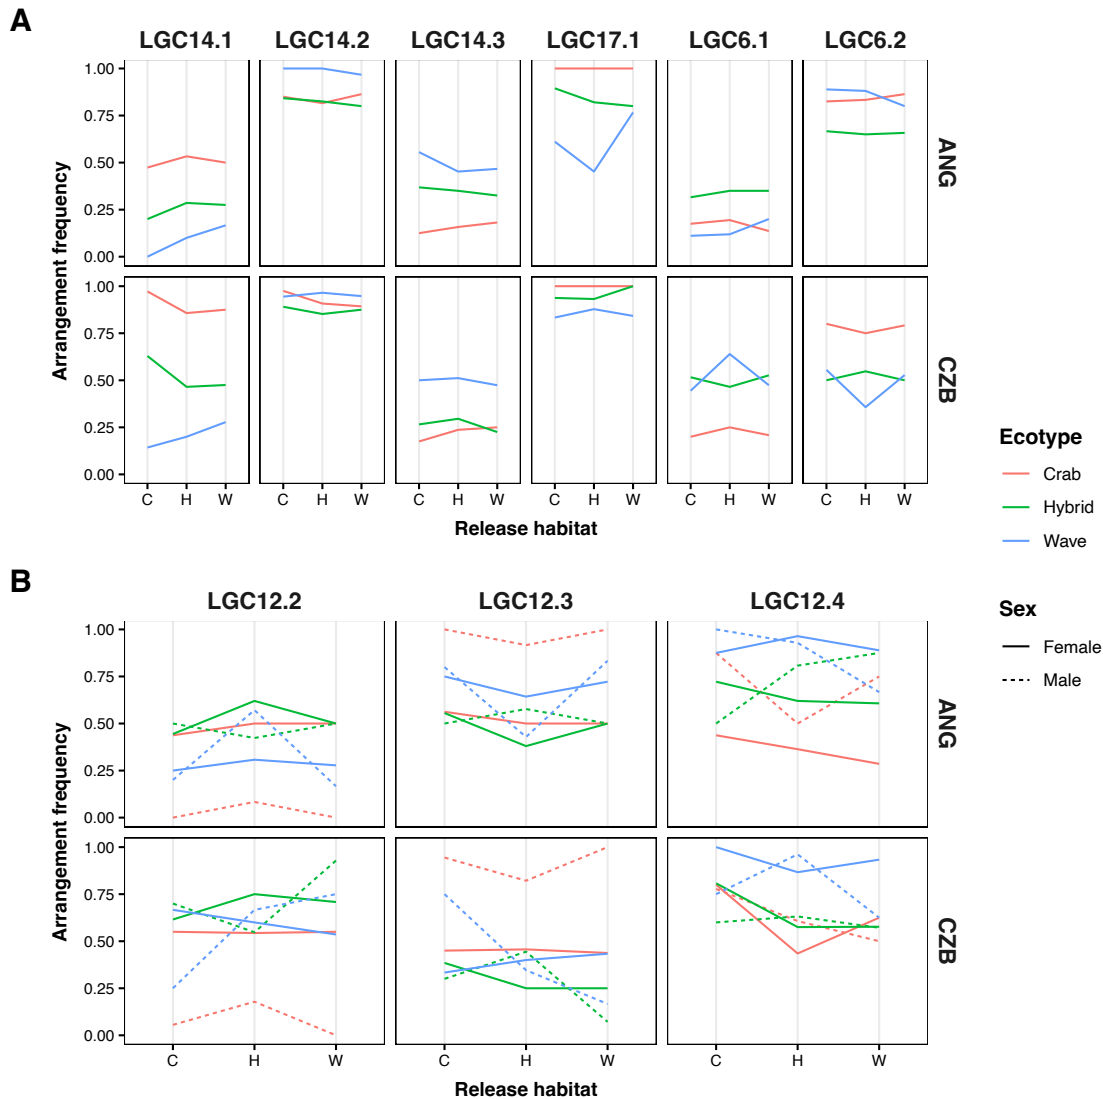 A
LGC14.1 LGC14.2 LGC14.3 LGC17.1 LGC6.1 LGC6.2
Arrangement frequency
1.00
0.75
0.50
0.25
0.00
ANG
Arrangement frequency
1.00
0.75
0.50
0.25
0.00
CZB
C H W C H W C H W C H W C H W C H W
Release habitat
Ecotype
Crab
Hybrid
Wave
B
LGC12.2 LGC12.3 LGC12.4
Sex
Female
Male
Arrangement frequency
1.00
0.75
0.50
0.25
0.00
ANG
Arrangement frequency
1.00
0.75
0.50
0.25
0.00
CZB
C H W C H W C H W
Release habitat